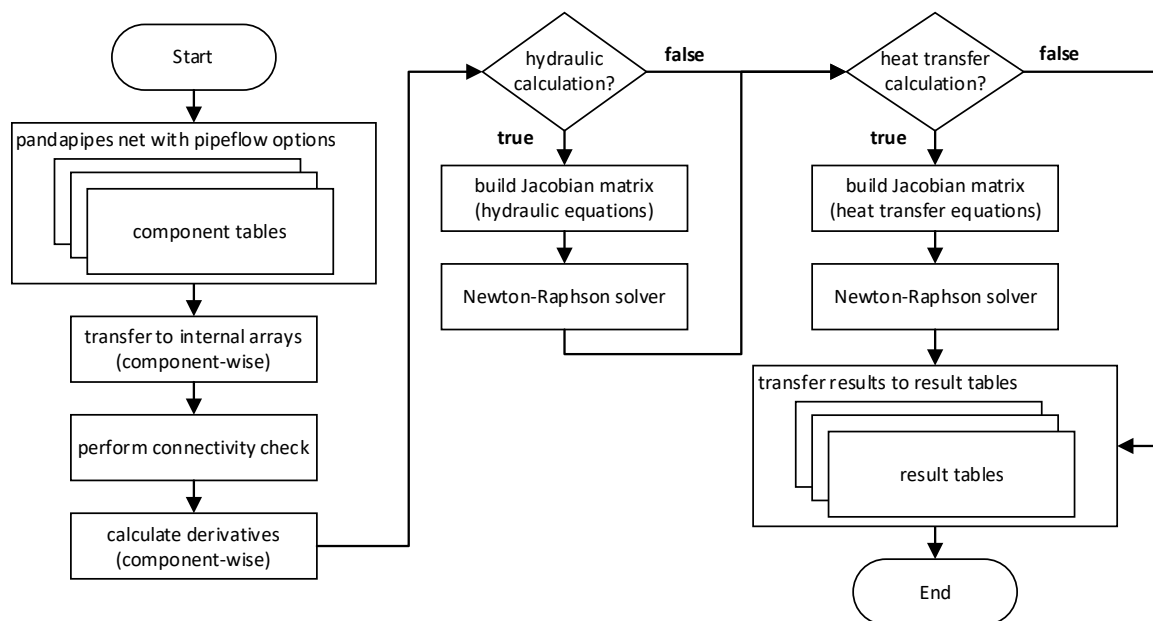 Start
pandapipes net with pipeflow options
component tables
transfer to internal arrays
(component-wise)
perform connectivity check
calculate derivatives
(component-wise)
hydraulic
calculation?
false
true
build Jacobian matrix
(hydraulic equations)
Newton-Raphson solver
heat transfer
calculation?
false
true
build Jacobian matrix
(heat transfer equations)
Newton-Raphson solver
transfer results to result tables
result tables
End